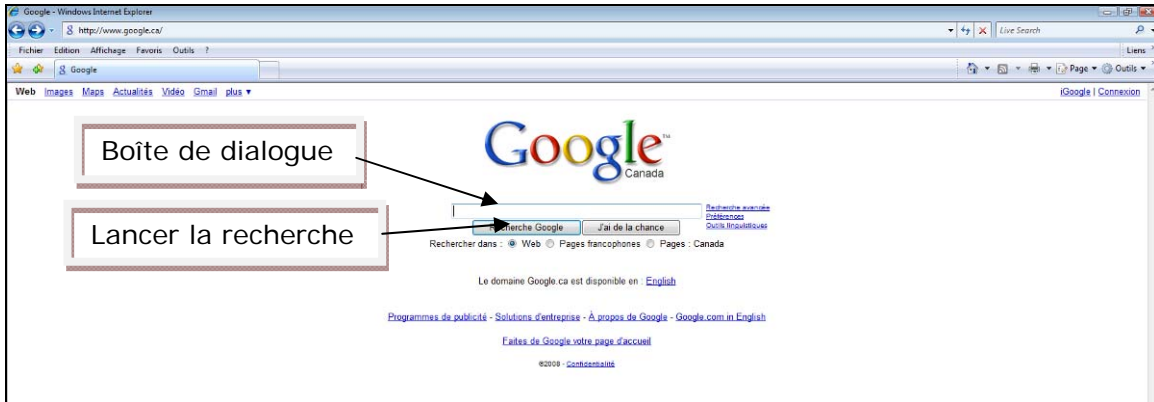 Google - Windows Internet Explorer
http://www.google.ca/
Live Search
Fichier Edition Affichage Favoris Outils ?
Liens
Google
Page Outils
Web Images Maps Actualités Vidéo Gmail plus ▼
iGoogle | Connexion
Google™
Canada
Boîte de dialogue
Recherche avancée
Préférences
Outils linguistiques
Lancer la recherche
Recherche Google J'ai de la chance
Rechercher dans : Web Pages francophones Pages : Canada
Le domaine Google.ca est disponible en : English
Programmes de publicité - Solutions d'entreprise - À propos de Google - Google.com in English
Faites de Google votre page d'accueil
©2008 - Confidentialité